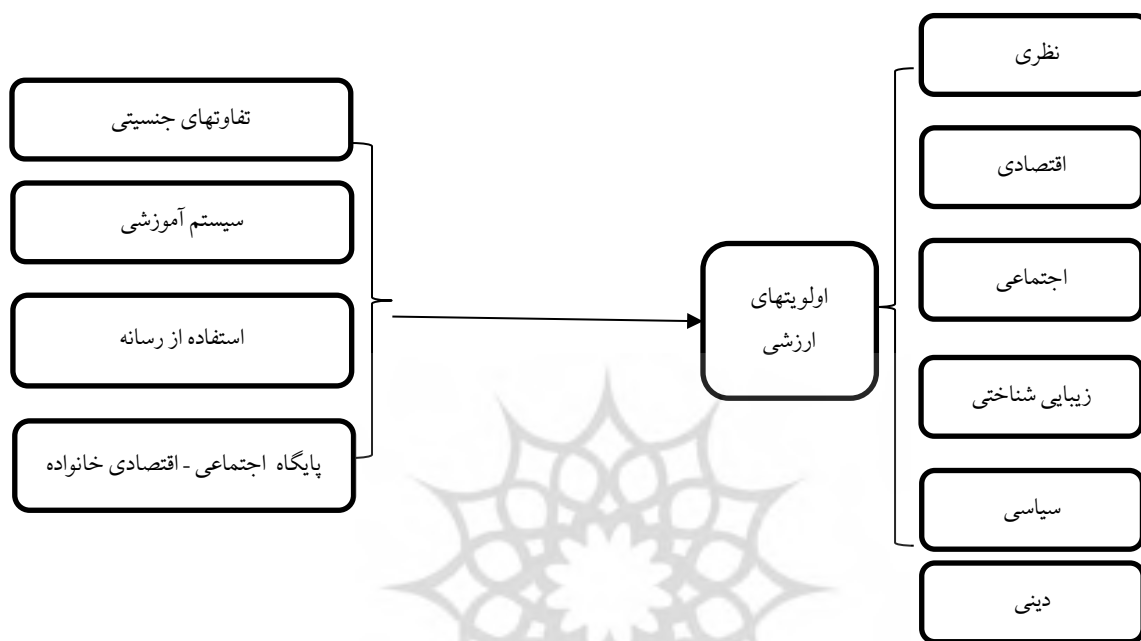 نظری
اقتصادی
اجتماعی
زیبایی شناختی
سیاسی
دینی
اولویتهای
ارزشی
تفاوتهای جنسیتی
سیستم آموزشی
استفاده از رسانه
پایگاه اجتماعی - اقتصادی خانواده